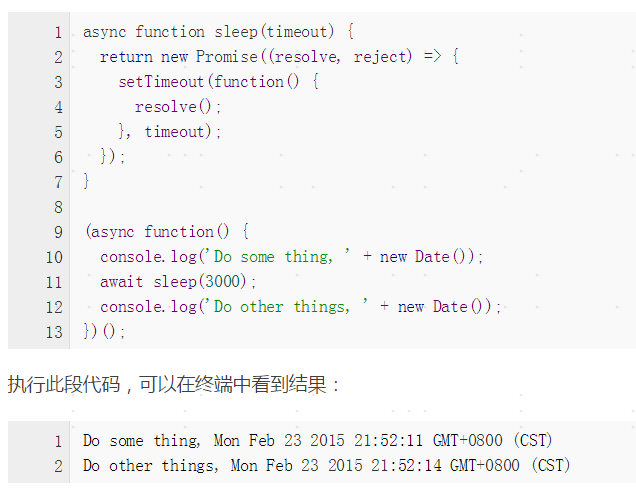 1 async function sleep(timeout) {
2   return new Promise((resolve, reject) => {
3     setTimeout(function() {
4       resolve();
5     }, timeout);
6   });
7 }
8
9 (async function() {
10   console.log('Do some thing, ' + new Date());
11   await sleep(3000);
12   console.log('Do other things, ' + new Date());
13 })();
执行此段代码，可以在终端中看到结果：
1 Do some thing, Mon Feb 23 2015 21:52:11 GMT+0800 (CST)
2 Do other things, Mon Feb 23 2015 21:52:14 GMT+0800 (CST)